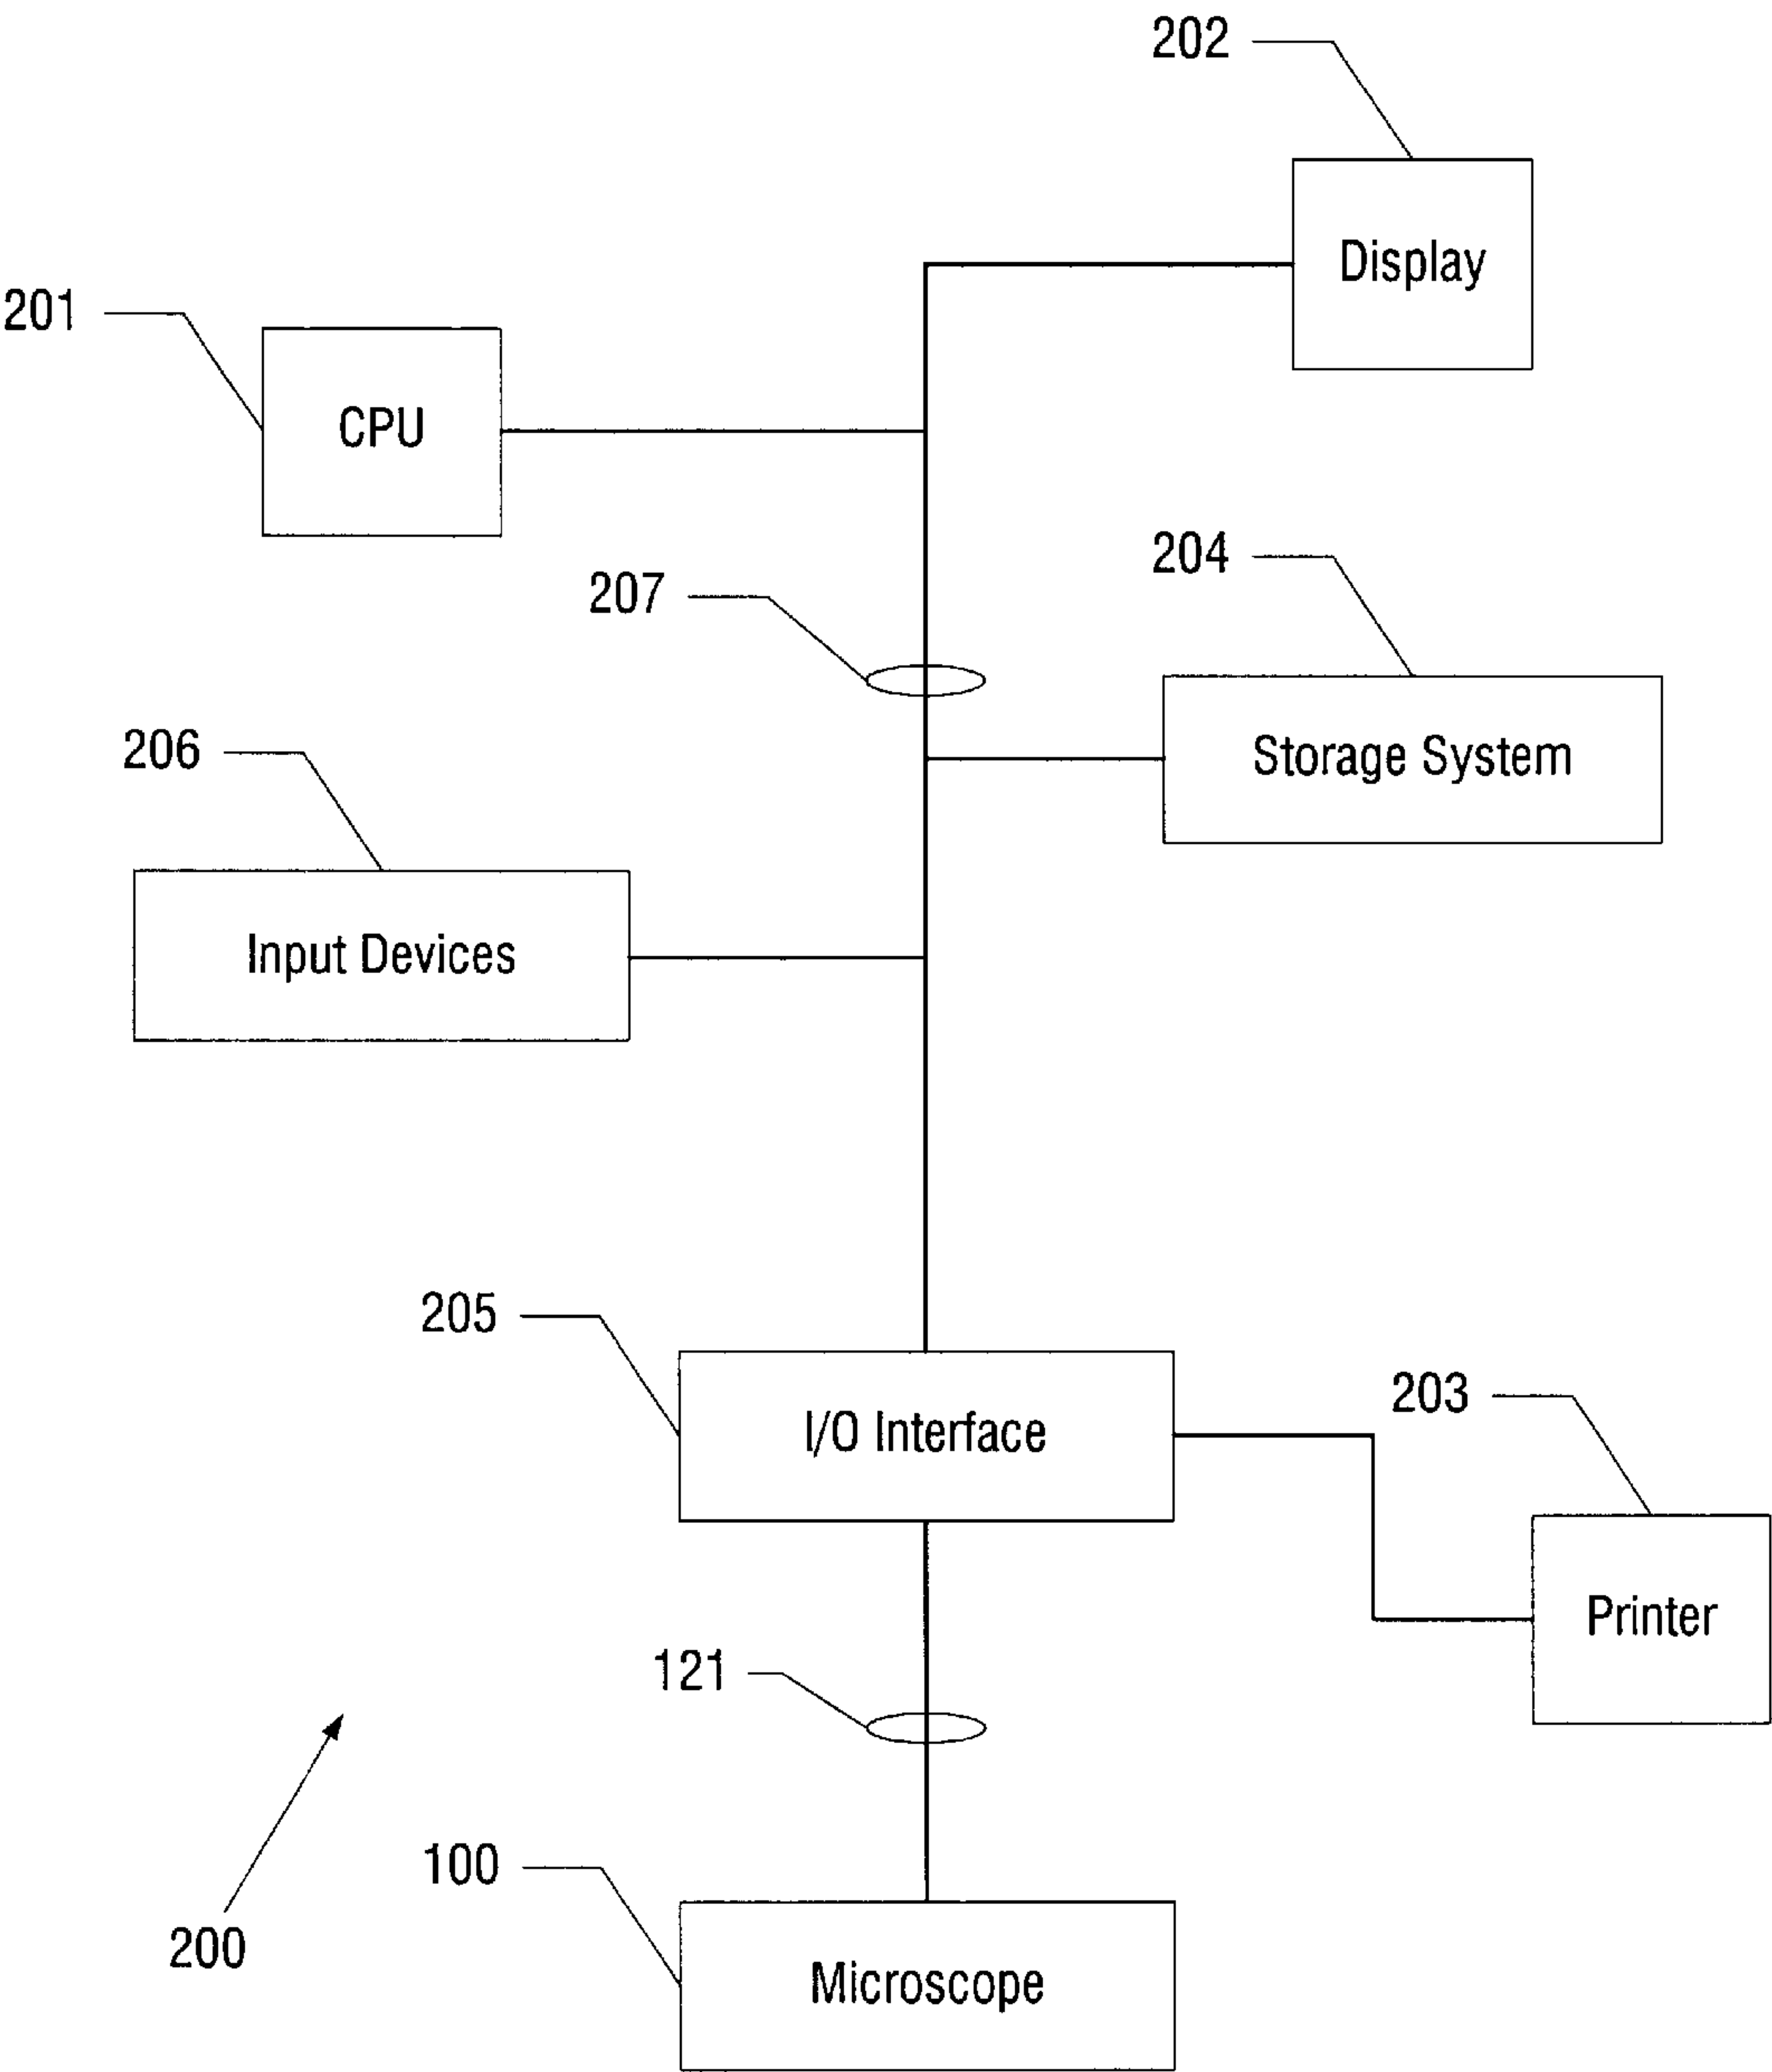 202
Display
201
CPU
204
207
Storage System
206
Input Devices
205
I/O Interface
203
Printer
121
100
200
Microscope